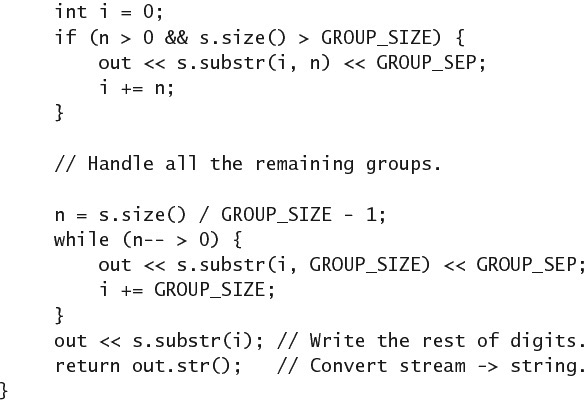 int i = 0;
if (n > 0 && s.size() > GROUP_SIZE) {
out << s.substr(i, n) << GROUP_SEP;
i += n;
}
// Handle all the remaining groups.
n = s.size() / GROUP_SIZE - 1;
while (n-- > 0) {
out << s.substr(i, GROUP_SIZE) << GROUP_SEP;
i += GROUP_SIZE;
}
out << s.substr(i); // Write the rest of digits.
return out.str(); // Convert stream -> string.
}